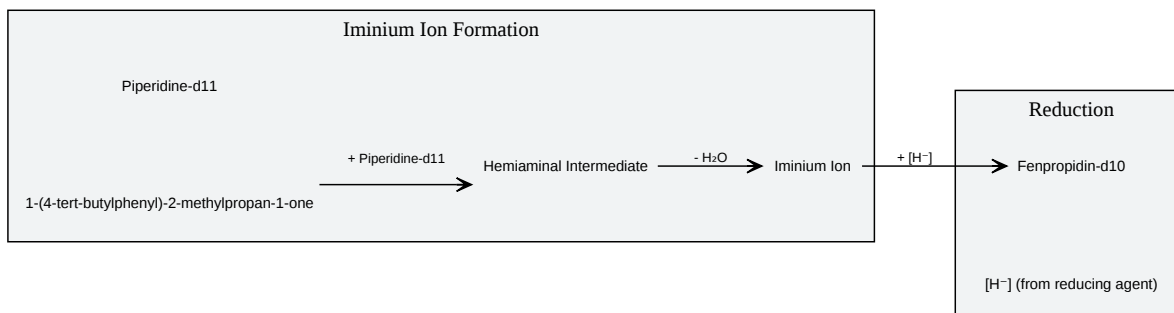 Iminium Ion Formation
Piperidine-d11
1-(4-tert-butylphenyl)-2-methylpropan-1-one
+ Piperidine-d11
Hemiaminal Intermediate
- H₂O
Iminium Ion
+ [H⁻]
Reduction
Fenpropidin-d10
[H⁻] (from reducing agent)